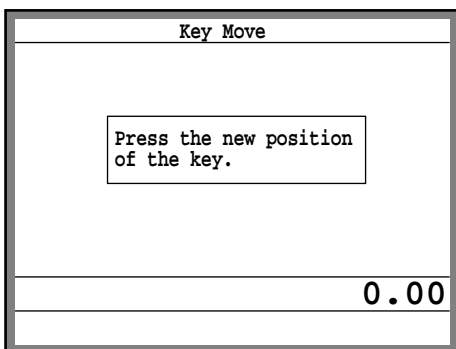 Key Move
Press the new position
of the key.
0.00